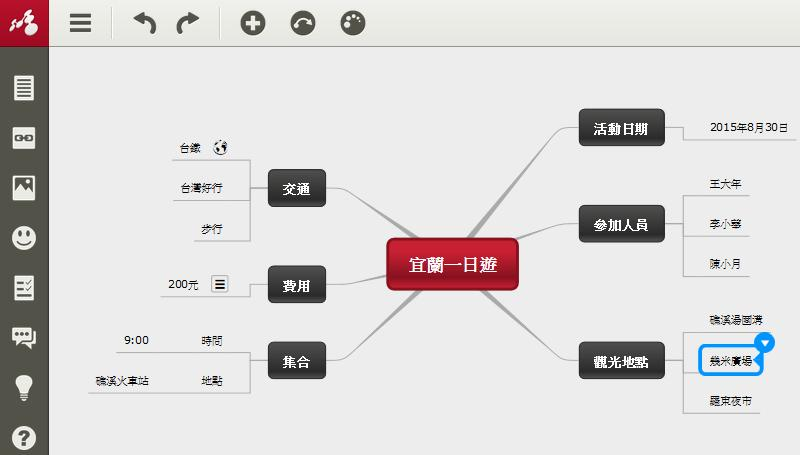 宜蘭一日遊
活動日期
2015年8月30日
參加人員
王大年
李小華
陳小月
觀光地點
礁溪湯圍溝
幾米廣場
羅東夜市
交通
台鐵
台灣好行
步行
費用
200元
集合
時間
9:00
地點
礁溪火車站